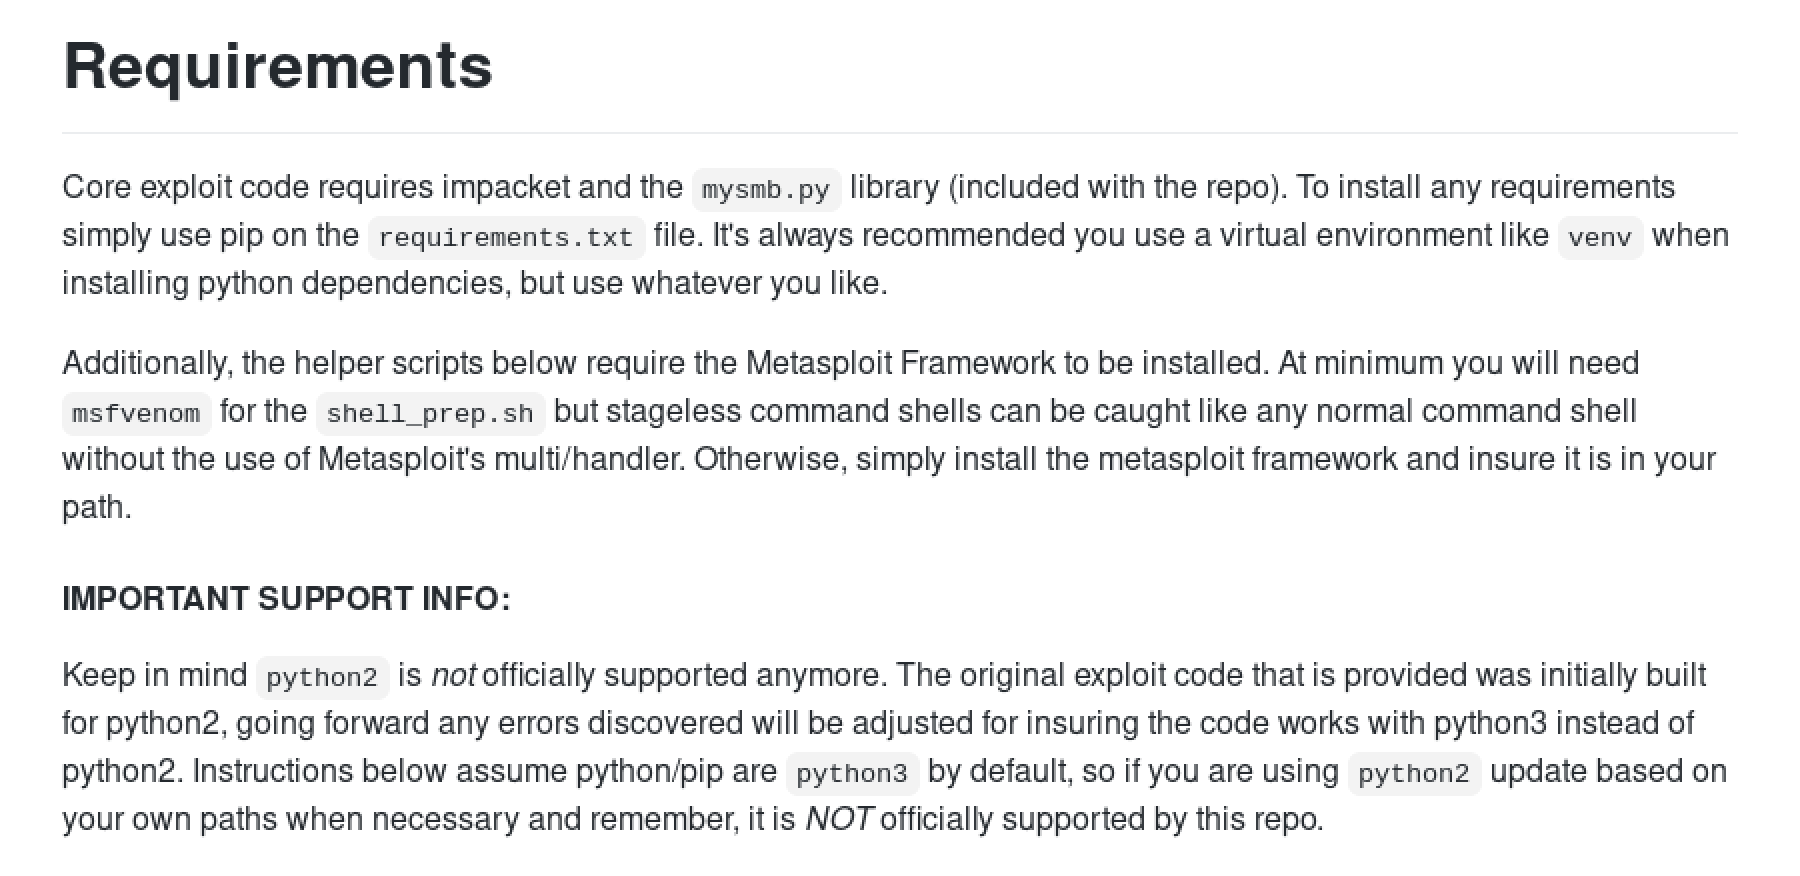 Requirements
Core exploit code requires impacket and the mysmb.py library (included with the repo). To install any requirements
simply use pip on the requirements.txt file. It's always recommended you use a virtual environment like venv when
installing python dependencies, but use whatever you like.
Additionally, the helper scripts below require the Metasploit Framework to be installed. At minimum you will need
msfvenom for the shell_prep.sh but stageless command shells can be caught like any normal command shell
without the use of Metasploit's multi/handler. Otherwise, simply install the metasploit framework and insure it is in your
path.
IMPORTANT SUPPORT INFO:
Keep in mind python2 is not officially supported anymore. The original exploit code that is provided was initially built
for python2, going forward any errors discovered will be adjusted for insuring the code works with python3 instead of
python2. Instructions below assume python/pip are python3 by default, so if you are using python2 update based on
your own paths when necessary and remember, it is NOT officially supported by this repo.